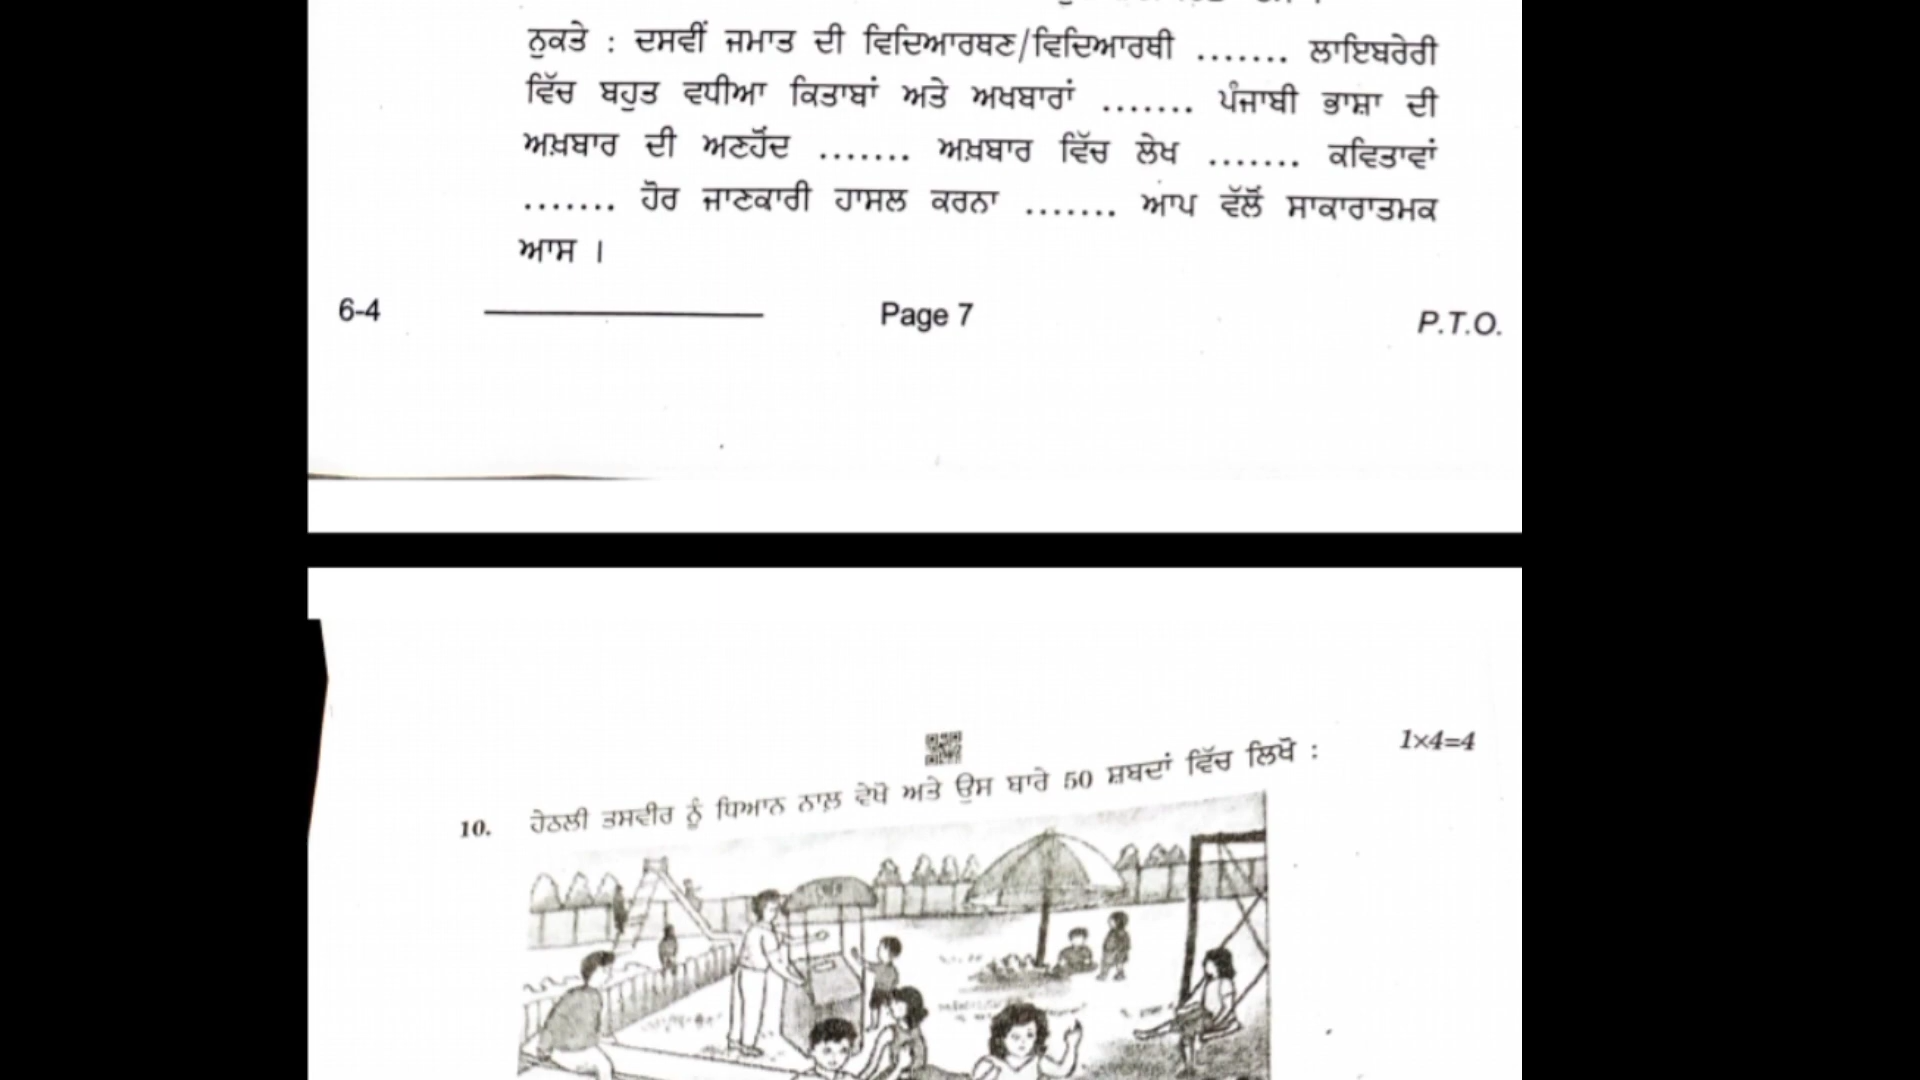 ਨੁਕਤੇ : ਦਸਵੀਂ ਜਮਾਤ ਦੀ ਵਿਦਿਆਰਥਣ/ਵਿਦਿਆਰਥੀ ....... ਲਾਇਬਰੇਰੀ
ਵਿੱਚ ਬਹੁਤ ਵਧੀਆ ਕਿਤਾਬਾਂ ਅਤੇ ਅਖਬਾਰਾਂ ....... ਪੰਜਾਬੀ ਭਾਸ਼ਾ ਦੀ
ਅਖ਼ਬਾਰ ਦੀ ਅਣਹੋਂਦ ....... ਅਖ਼ਬਾਰ ਵਿੱਚ ਲੇਖ ....... ਕਵਿਤਾਵਾਂ
....... ਹੋਰ ਜਾਣਕਾਰੀ ਹਾਸਲ ਕਰਨਾ ....... ਆਪ ਵੱਲੋਂ ਸਾਕਾਰਾਤਮਕ
ਆਸ ।
6-4 Page 7 P.T.O.
1×4=4
10. ਹੇਠਲੀ ਤਸਵੀਰ ਨੂੰ ਧਿਆਨ ਨਾਲ਼ ਵੇਖੋ ਅਤੇ ਉਸ ਬਾਰੇ 50 ਸ਼ਬਦਾਂ ਵਿੱਚ ਲਿਖੋ :